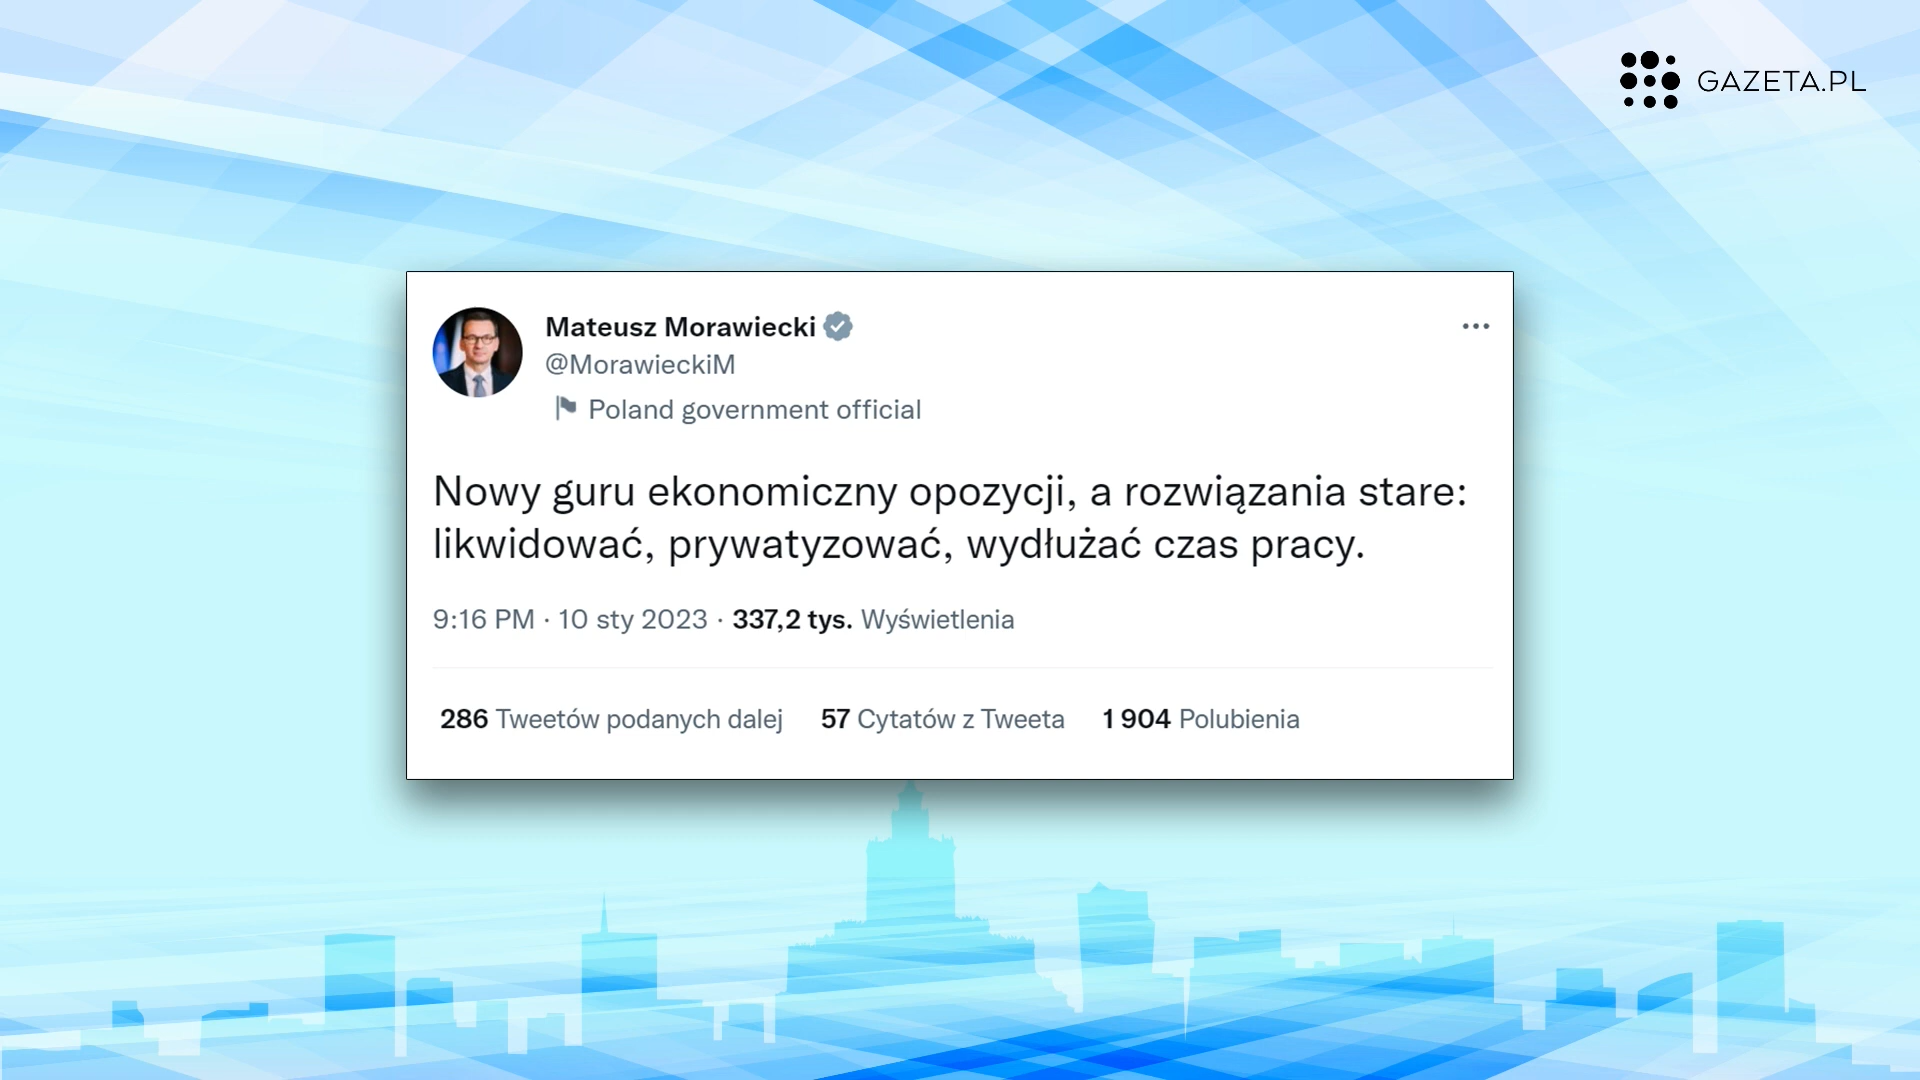 GAZETA.PL
Mateusz Morawiecki
@MorawieckiM
Poland government official
Nowy guru ekonomiczny opozycji, a rozwiązania stare:
likwidować, prywatyzować, wydłużać czas pracy.
9:16 PM · 10 sty 2023 · 337,2 tys. Wyświetlenia
286 Tweetów podanych dalej 57 Cytatów z Tweeta 1 904 Polubienia